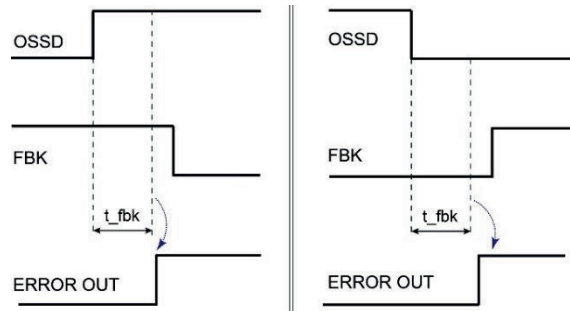 OSSD
FBK
t_fbk
ERROR OUT
OSSD
FBK
t_fbk
ERROR OUT